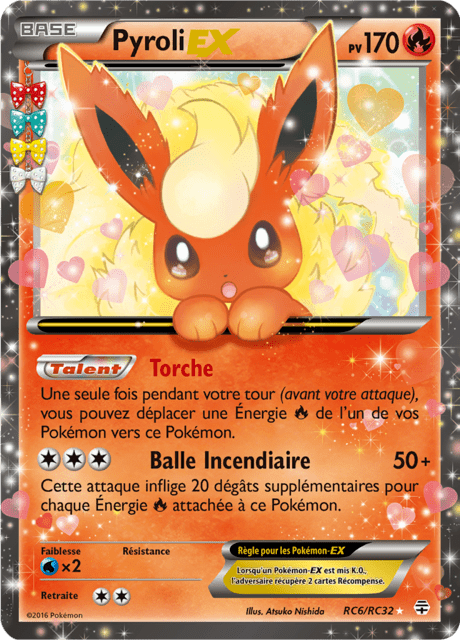 BASE
Pyroli EX
PV 170
Talent Torche
Une seule fois pendant votre tour (avant votre attaque),
vous pouvez déplacer une Énergie de l'un de vos
Pokémon vers ce Pokémon.
Balle Incendiaire 50+
Cette attaque inflige 20 dégâts supplémentaires pour
chaque Énergie attachée à ce Pokémon.
Faiblesse Résistance
×2
Retraite
Règle pour les Pokémon-EX
Lorsqu'un Pokémon-EX est mis K.O.,
l'adversaire récupère 2 cartes Récompense.
©2016 Pokémon Illus. Atsuko Nishida RC6/RC32